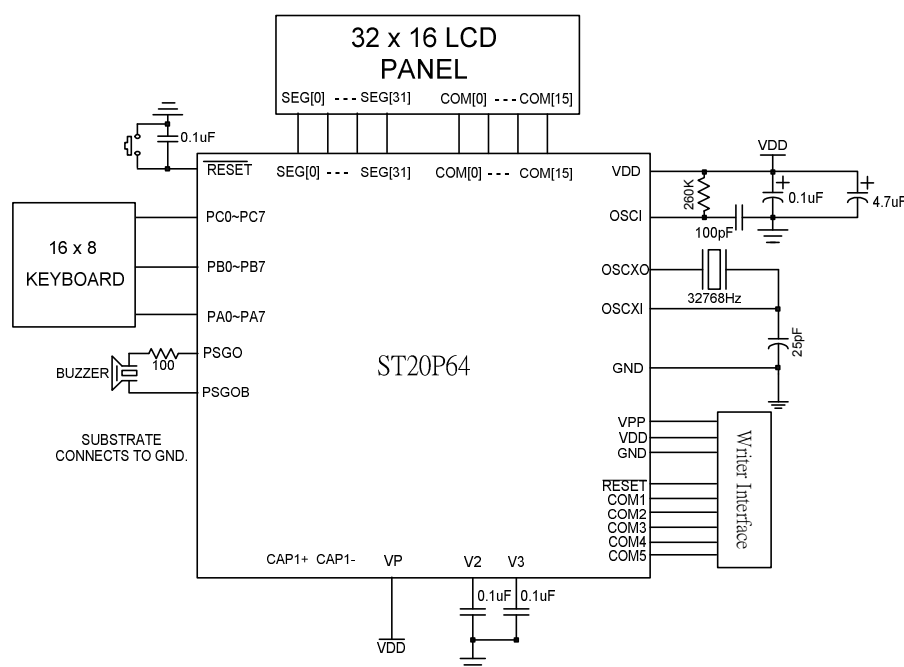 32 x 16 LCD
PANEL
SEG[0] --- SEG[31] COM[0] --- COM[15]
0.1uF
RESET
SEG[0] --- SEG[31] COM[0] --- COM[15]
VDD
VDD
260K
0.1uF
4.7uF
PC0~PC7
OSCI
100pF
16 x 8
KEYBOARD
PB0~PB7
OSCXO
32768Hz
OSCXI
PA0~PA7
25pF
PSGO
100
BUZZER
ST20P64
GND
PSGOB
SUBSTRATE
CONNECTS TO GND.
VPP
VDD
GND
RESET
COM1
COM2
COM3
COM4
COM5
Writer Interface
CAP1+ CAP1- VP V2 V3
0.1uF 0.1uF
VDD